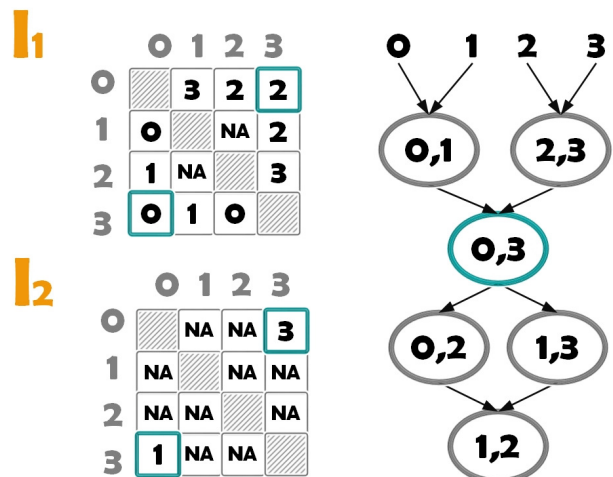 I1
0 1 2 3
0 3 2 2
1 0 NA 2
2 1 NA 3
3 0 1 0
I2
0 1 2 3
0 NA NA 3
1 NA NA NA
2 NA NA NA
3 1 NA NA
0 1 2 3
0,1 2,3
0,3
0,2 1,3
1,2